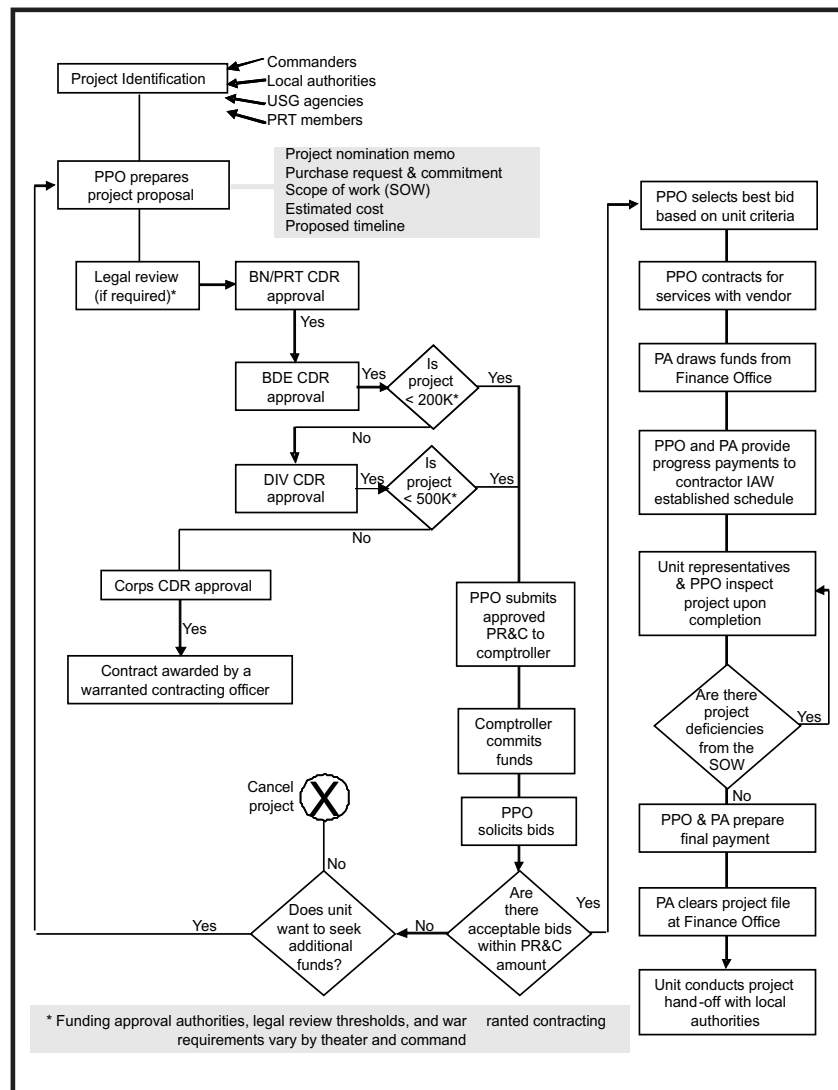 Project Identification
Commanders
Local authorities
USG agencies
PRT members
PPO prepares
project proposal
Project nomination memo
Purchase request & commitment
Scope of work (SOW)
Estimated cost
Proposed timeline
Legal review
(if required)*
BN/PRT CDR
approval
Yes
BDE CDR
approval
Yes
Is
project
< 200K*
Yes
No
DIV CDR
approval
Yes
Is
project
< 500K*
Yes
No
Corps CDR approval
Yes
Contract awarded by a
warranted contracting officer
PPO submits
approved
PR&C to
comptroller
Comptroller
commits
funds
PPO
solicits bids
Are
there
acceptable bids
within PR&C
amount
Yes
No
Does unit
want to seek
additional
funds?
Yes
No
Cancel
project
X
PPO selects best bid
based on unit criteria
PPO contracts for
services with vendor
PA draws funds from
Finance Office
PPO and PA provide
progress payments to
contractor IAW
established schedule
Unit representatives
& PPO inspect
project upon
completion
Are there
project
deficiencies
from the
SOW
Yes
No
PPO & PA prepare
final payment
PA clears project file
at Finance Office
Unit conducts project
hand-off with local
authorities
* Funding approval authorities, legal review thresholds, and war ranted contracting
requirements vary by theater and command